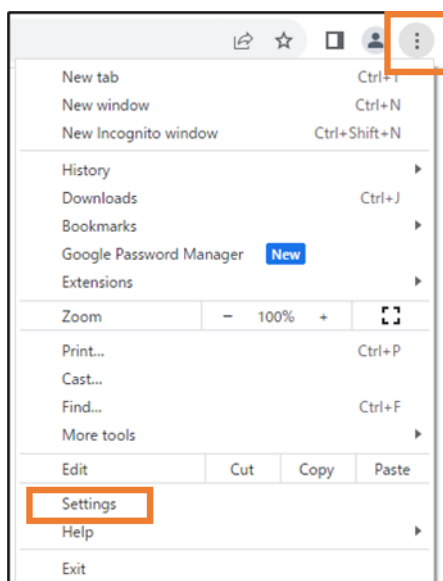 New tab Ctrl+T
New window Ctrl+N
New Incognito window Ctrl+Shift+N
History
Downloads Ctrl+J
Bookmarks
Google Password Manager New
Extensions
Zoom - 100% +
Print... Ctrl+P
Cast...
Find... Ctrl+F
More tools
Edit Cut Copy Paste
Settings
Help
Exit